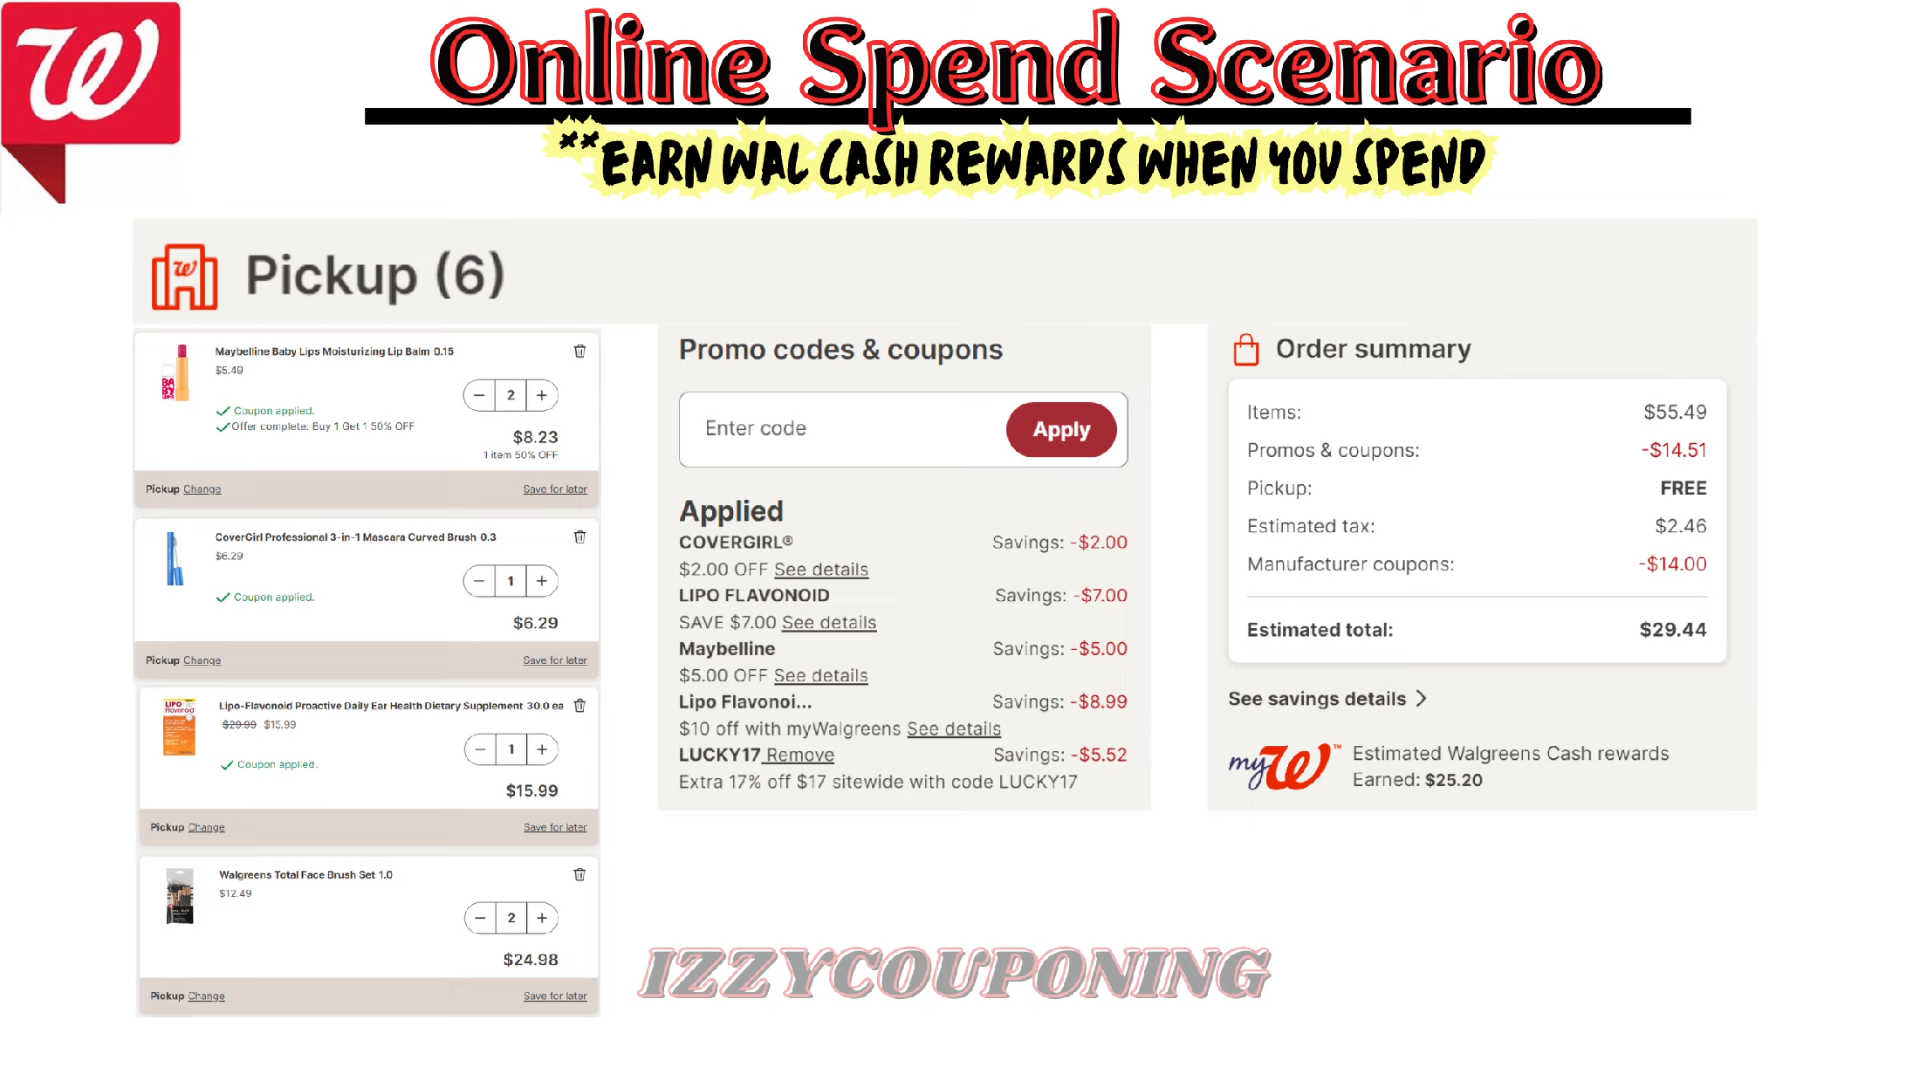 Online Spend Scenario
**EARN WAL CASH REWARDS WHEN YOU SPEND
Pickup (6)
Maybelline Baby Lips Moisturizing Lip Balm 0.15
$5.49
Coupon applied.
Offer complete: Buy 1 Get 1 50% OFF
− 2 +
$8.23
1 item 50% OFF
Pickup Change Save for later
CoverGirl Professional 3-in-1 Mascara Curved Brush 0.3
$6.29
Coupon applied.
− 1 +
$6.29
Pickup Change Save for later
Lipo-Flavonoid Proactive Daily Ear Health Dietary Supplement 30.0 ea
$15.99
Coupon applied.
− 1 +
$15.99
Pickup Change Save for later
Walgreens Total Face Brush Set 1.0
$12.49
− 2 +
$24.98
Pickup Change Save for later
Promo codes & coupons
Enter code Apply
Applied
COVERGIRL® Savings: -$2.00
$2.00 OFF See details
LIPO FLAVONOID Savings: -$7.00
SAVE $7.00 See details
Maybelline Savings: -$5.00
$5.00 OFF See details
Lipo Flavonoi... Savings: -$8.99
$10 off with myWalgreens See details
LUCKY17 Remove Savings: -$5.52
Extra 17% off $17 sitewide with code LUCKY17
Order summary
Items: $55.49
Promos & coupons: -$14.51
Pickup: FREE
Estimated tax: $2.46
Manufacturer coupons: -$14.00
Estimated total: $29.44
See savings details >
myW™ Estimated Walgreens Cash rewards
Earned: $25.20
IZZYCOUPONING